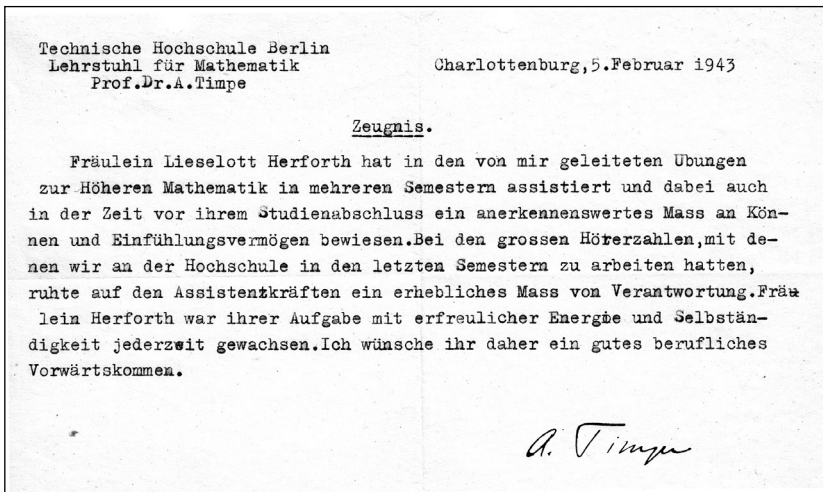 Technische Hochschule Berlin
Lehrstuhl für Mathematik
Charlottenburg, 5.Februar 1943
Prof.Dr.A.Timpe
Zeugnis.
Fräulein Lieselott Herforth hat in den von mir geleiteten Übungen
zur Höheren Mathematik in mehreren Semestern assistiert und dabei auch
in der Zeit vor ihrem Studienabschluss ein anerkennenswertes Mass an Kön-
nen und Einfühlungsvermögen bewiesen.Bei den grossen Hörerzahlen,mit de-
nen wir an der Hochschule in den letzten Semestern zu arbeiten hatten,
ruhte auf den Assistenzkräften ein erhebliches Mass von Verantwortung.Fräu
lein Herforth war ihrer Aufgabe mit erfreulicher Energie und Selbstän-
digkeit jederzeit gewachsen.Ich wünsche ihr daher ein gutes berufliches
Vorwärtskommen.
A. Timpe